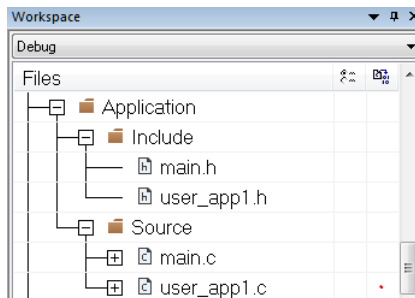 Workspace
Debug
Files
Application
Include
main.h
user_app1.h
Source
main.c
user_app1.c